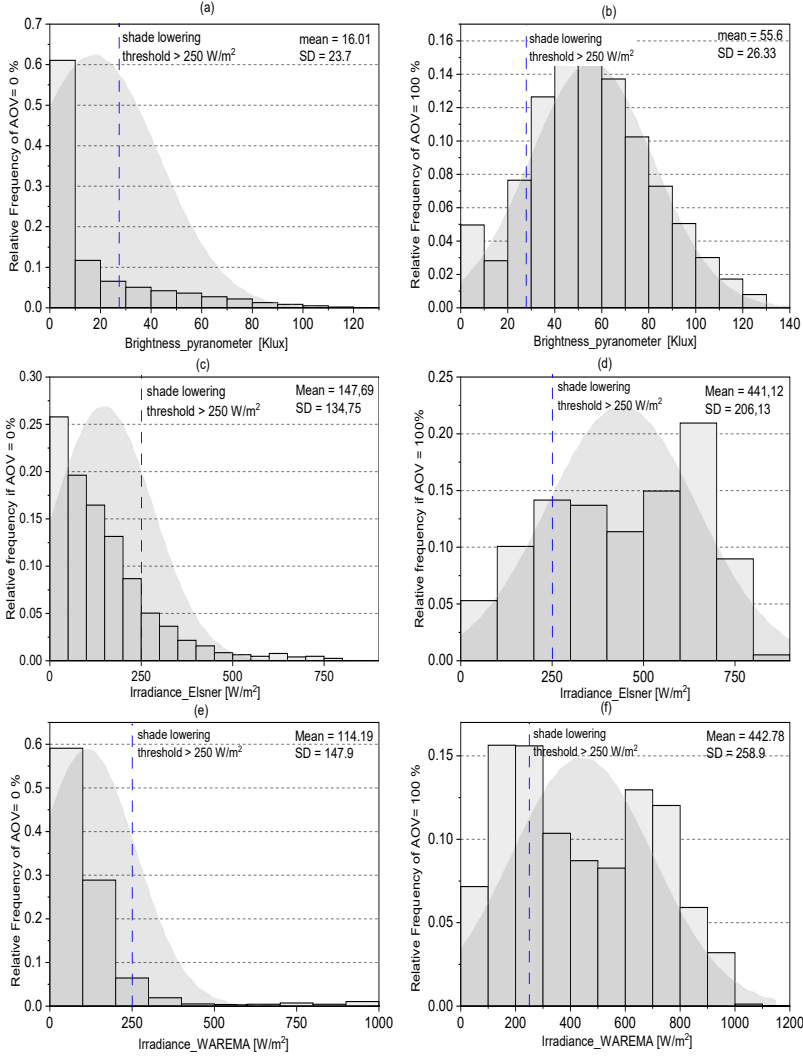 (a)
0.7
0.6
0.5
0.4
0.3
0.2
0.1
0.0
Relative Frequency of AOV= 0 %
shade lowering
threshold > 250 W/m²
mean = 16.01
SD = 23.7
0 20 40 60 80 100 120
Brightness_pyranometer [Klux]
(b)
0.16
0.14
0.12
0.10
0.08
0.06
0.04
0.02
0.00
Relative Frequency of AOV= 100 %
shade lowering
threshold > 250 W/m²
mean = 55.6
SD = 26.33
0 20 40 60 80 100 120 140
Brightness_pyranometer [Klux]
(c)
0.30
0.25
0.20
0.15
0.10
0.05
0.00
Relative frequency if AOV = 0%
shade lowering
threshold > 250 W/m²
Mean = 147,69
SD = 134,75
0 250 500 750
Irradiance_Elsner [W/m²]
(d)
0.25
0.20
0.15
0.10
0.05
0.00
Relative frequency if AOV = 100%
shade lowering
threshold > 250 W/m²
Mean = 441,12
SD = 206,13
0 250 500 750
Irradiance_Elsner [W/m²]
(e)
0.6
0.5
0.4
0.3
0.2
0.1
0.0
Relative Frequency of AOV= 0 %
shade lowering
threshold > 250 W/m²
Mean = 114.19
SD = 147.9
0 250 500 750 1000
Irradiance_WAREMA [W/m²]
(f)
0.15
0.10
0.05
0.00
Relative Frequency of AOV= 100 %
shade lowering
threshold > 250 W/m²
Mean = 442.78
SD = 258.9
0 200 400 600 800 1000 1200
Irradiance_WAREMA [W/m²]